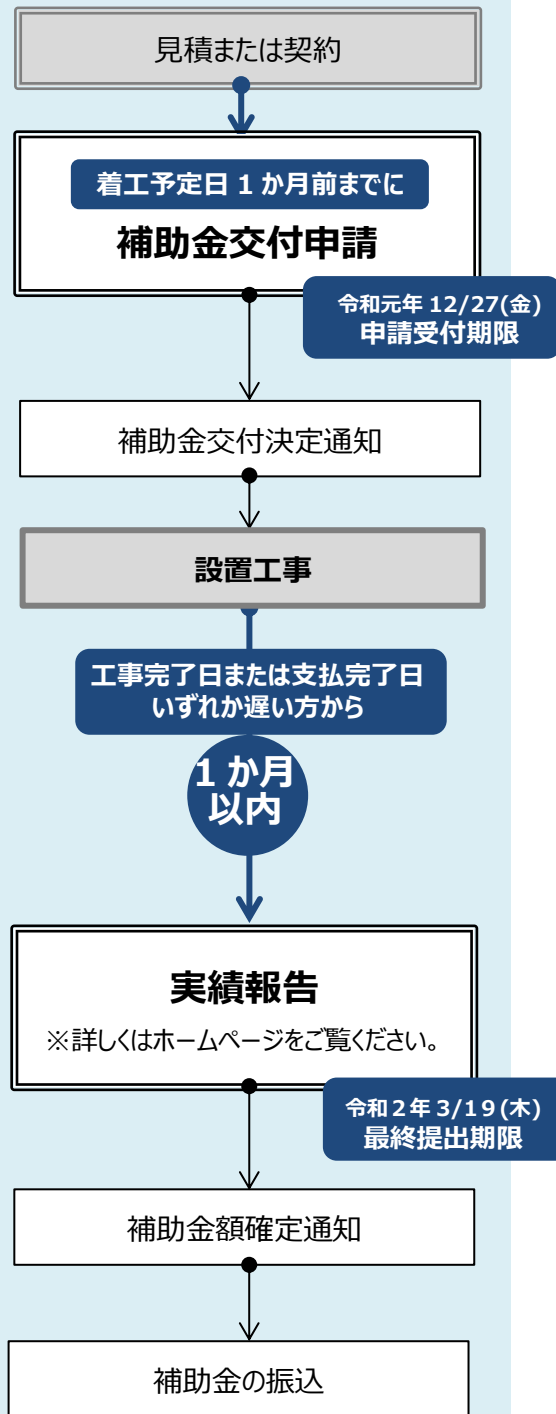 見積または契約
着工予定日 1 か月前までに
補助金交付申請
令和元年 12/27(金)
申請受付期限
補助金交付決定通知
設置工事
工事完了日または支払完了日
いずれか遅い方から
1 か月
以内
実績報告
※詳しくはホームページをご覧ください。
令和２年 3/１９(木)
最終提出期限
補助金額確定通知
補助金の振込